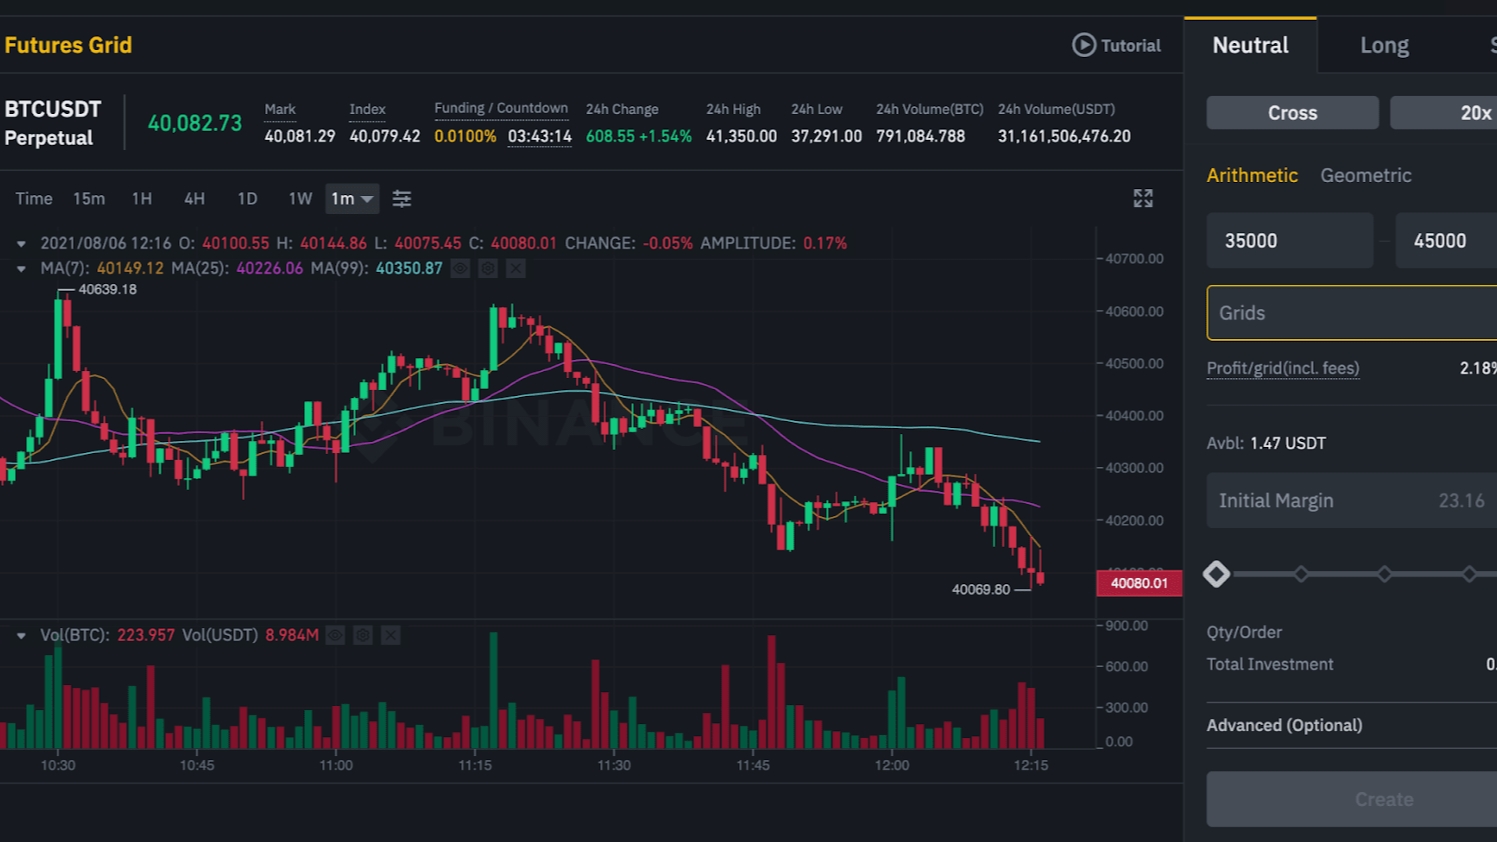 Futures Grid
Tutorial
BTCUSDT
Perpetual
40,082.73
Mark
40,081.29
Index
40,079.42
Funding / Countdown
0.0100% 03:43:14
24h Change
608.55 +1.54%
24h High
41,350.00
24h Low
37,291.00
24h Volume(BTC)
791,084.788
24h Volume(USDT)
31,161,506,476.20
Time 15m 1H 4H 1D 1W 1m
2021/08/06 12:16 O: 40100.55 H: 40144.86 L: 40075.45 C: 40080.01 CHANGE: -0.05% AMPLITUDE: 0.17%
MA(7): 40149.12 MA(25): 40226.06 MA(99): 40350.87
40639.18
BINANCE
40069.80
40700.00
40600.00
40500.00
40400.00
40300.00
40200.00
40080.01
Vol(BTC): 223.957 Vol(USDT) 8.984M
900.00
600.00
300.00
0.00
10:30 10:45 11:00 11:15 11:30 11:45 12:00 12:15
Neutral Long
Cross 20x
Arithmetic Geometric
35000 – 45000
Grids
Profit/grid(incl. fees) 2.18%
Avbl: 1.47 USDT
Initial Margin 23.16
Qty/Order
Total Investment 0.
Advanced (Optional)
Create